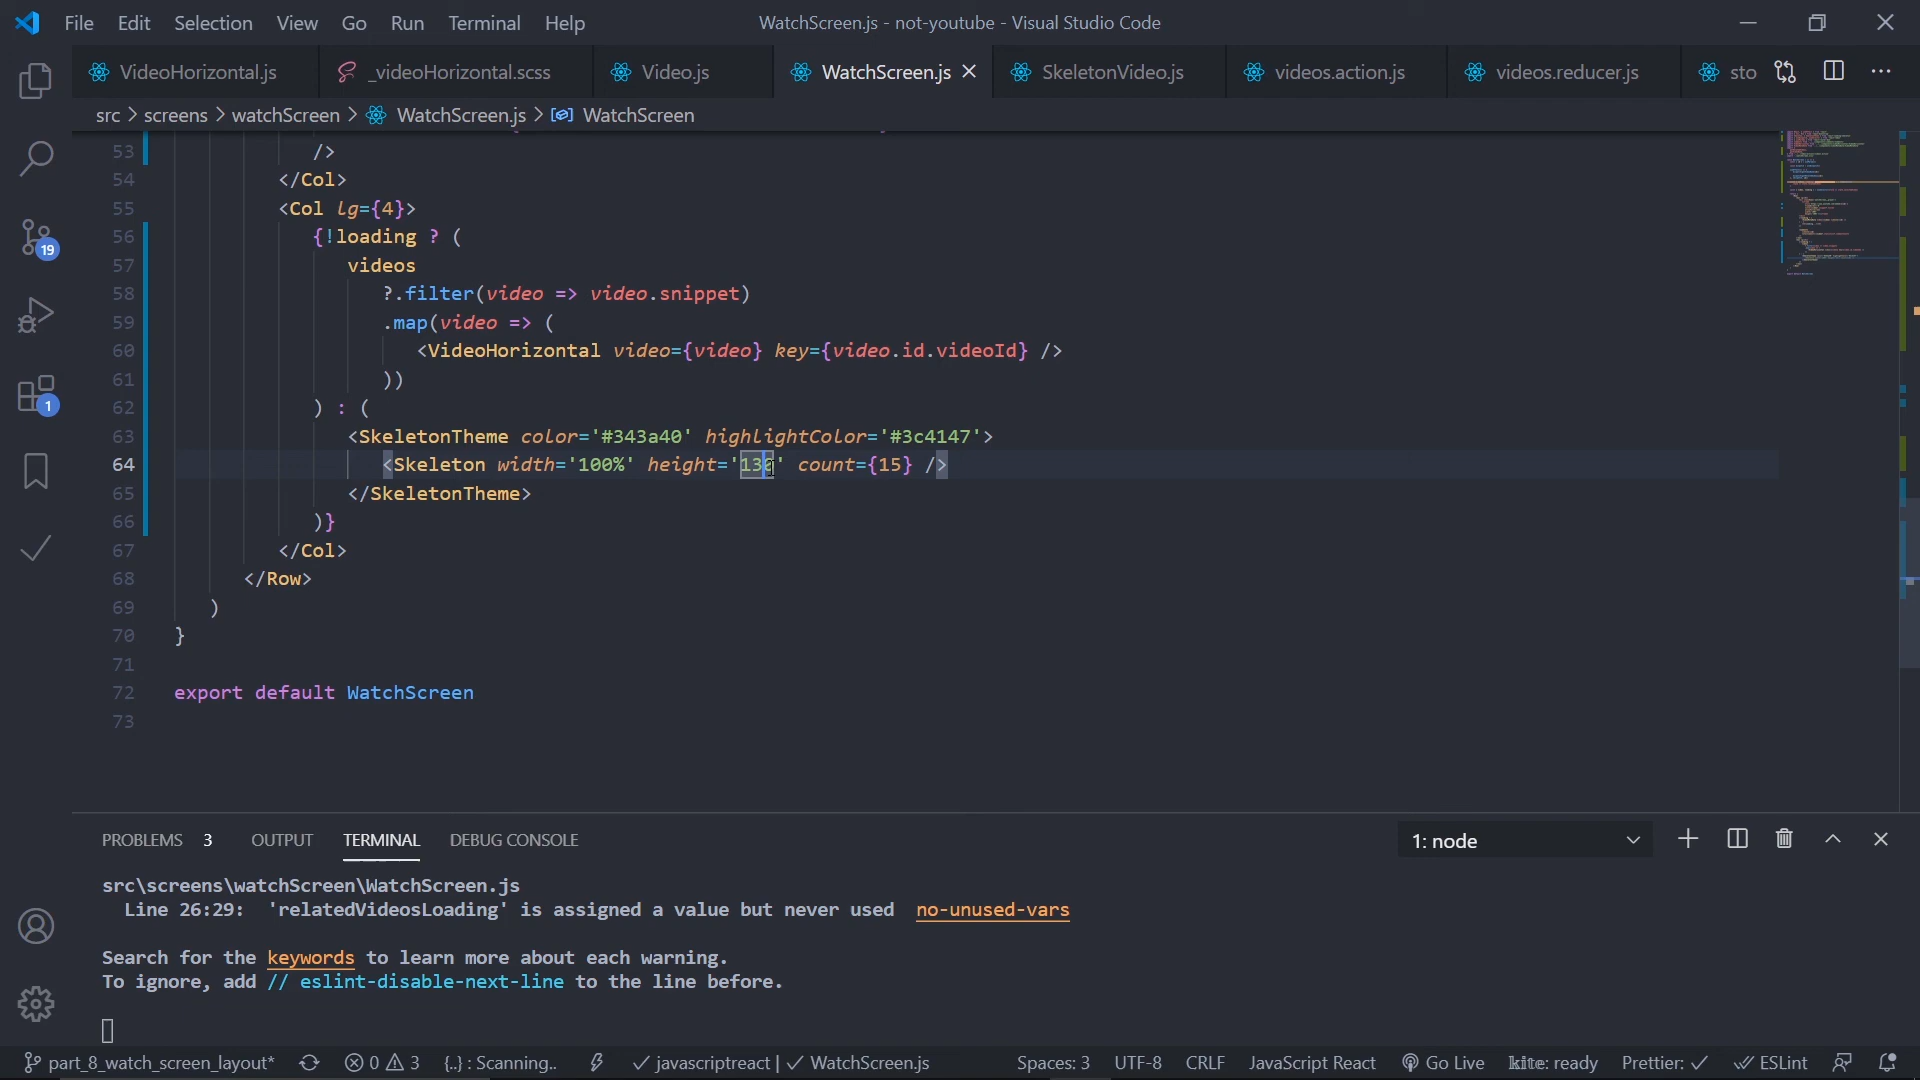 File Edit Selection View Go Run Terminal Help
WatchScreen.js - not-youtube - Visual Studio Code
VideoHorizontal.js
_videoHorizontal.scss
Video.js
WatchScreen.js
SkeletonVideo.js
videos.action.js
videos.reducer.js
sto
src > screens > watchScreen > WatchScreen.js > WatchScreen
53 />
54 </Col>
55 <Col lg={4}>
56 {!loading ? (
57 videos
58 ?.filter(video => video.snippet)
59 .map(video => (
60 <VideoHorizontal video={video} key={video.id.videoId} />
61 ))
62 ) : (
63 <SkeletonTheme color='#343a40' highlightColor='#3c4147'>
64 <Skeleton width='100%' height='130' count={15} />
65 </SkeletonTheme>
66 )}
67 </Col>
68 </Row>
69 )
70 }
71
72 export default WatchScreen
73
19
1
PROBLEMS 3 OUTPUT TERMINAL DEBUG CONSOLE
1: node
src\screens\watchScreen\WatchScreen.js
Line 26:29: 'relatedVideosLoading' is assigned a value but never used no-unused-vars
Search for the keywords to learn more about each warning.
To ignore, add // eslint-disable-next-line to the line before.
part_8_watch_screen_layout* 0 3 {..} : Scanning.. javascriptreact | WatchScreen.js Spaces: 3 UTF-8 CRLF JavaScript React Go Live kite: ready Prettier: ESLint